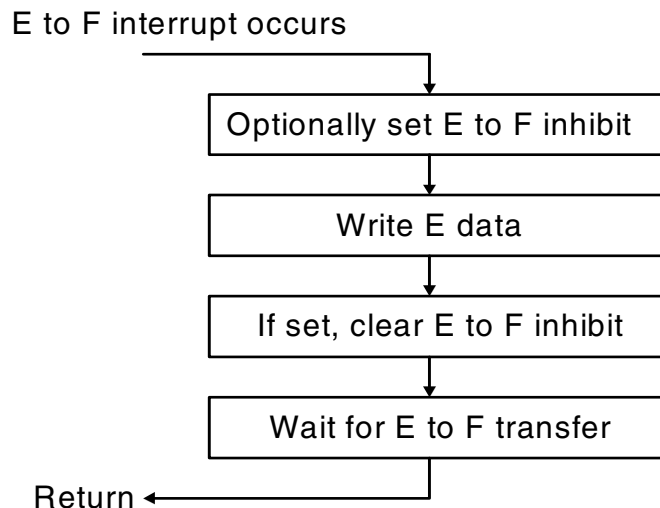 E to F interrupt occurs
Optionally set E to F inhibit
Write E data
If set, clear E to F inhibit
Wait for E to F transfer
Return